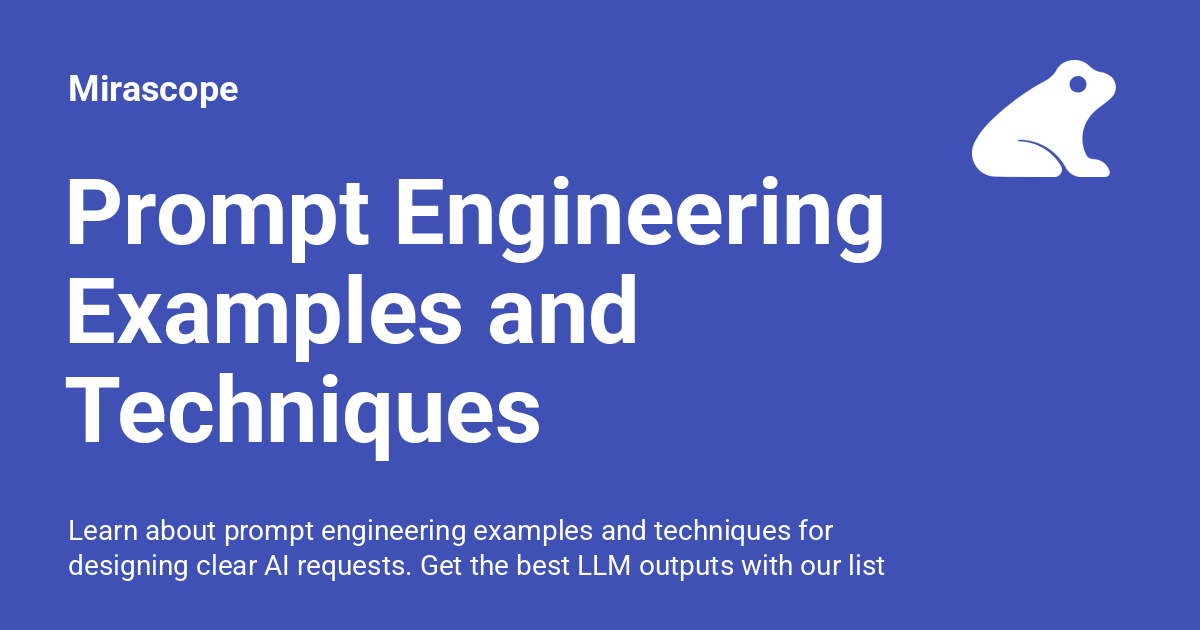 Mirascope
Prompt Engineering
Examples and
Techniques
Learn about prompt engineering examples and techniques for
designing clear AI requests. Get the best LLM outputs with our list